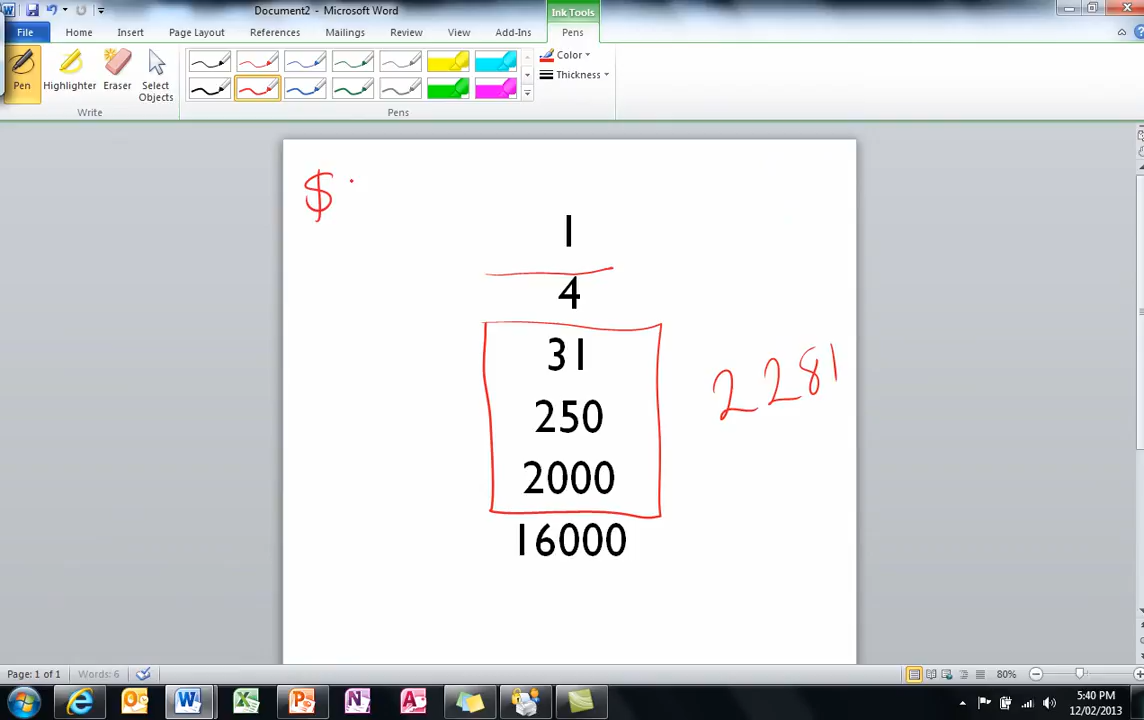 Document2 - Microsoft Word
Ink Tools
File Home Insert Page Layout References Mailings Review View Add-Ins Pens
Pen
Highlighter
Eraser
Select Objects
Color
Thickness
Write
Pens
$
1
4
31
250
2000
16000
2281
Page: 1 of 1
Words: 6
80%
5:40 PM
12/02/2013